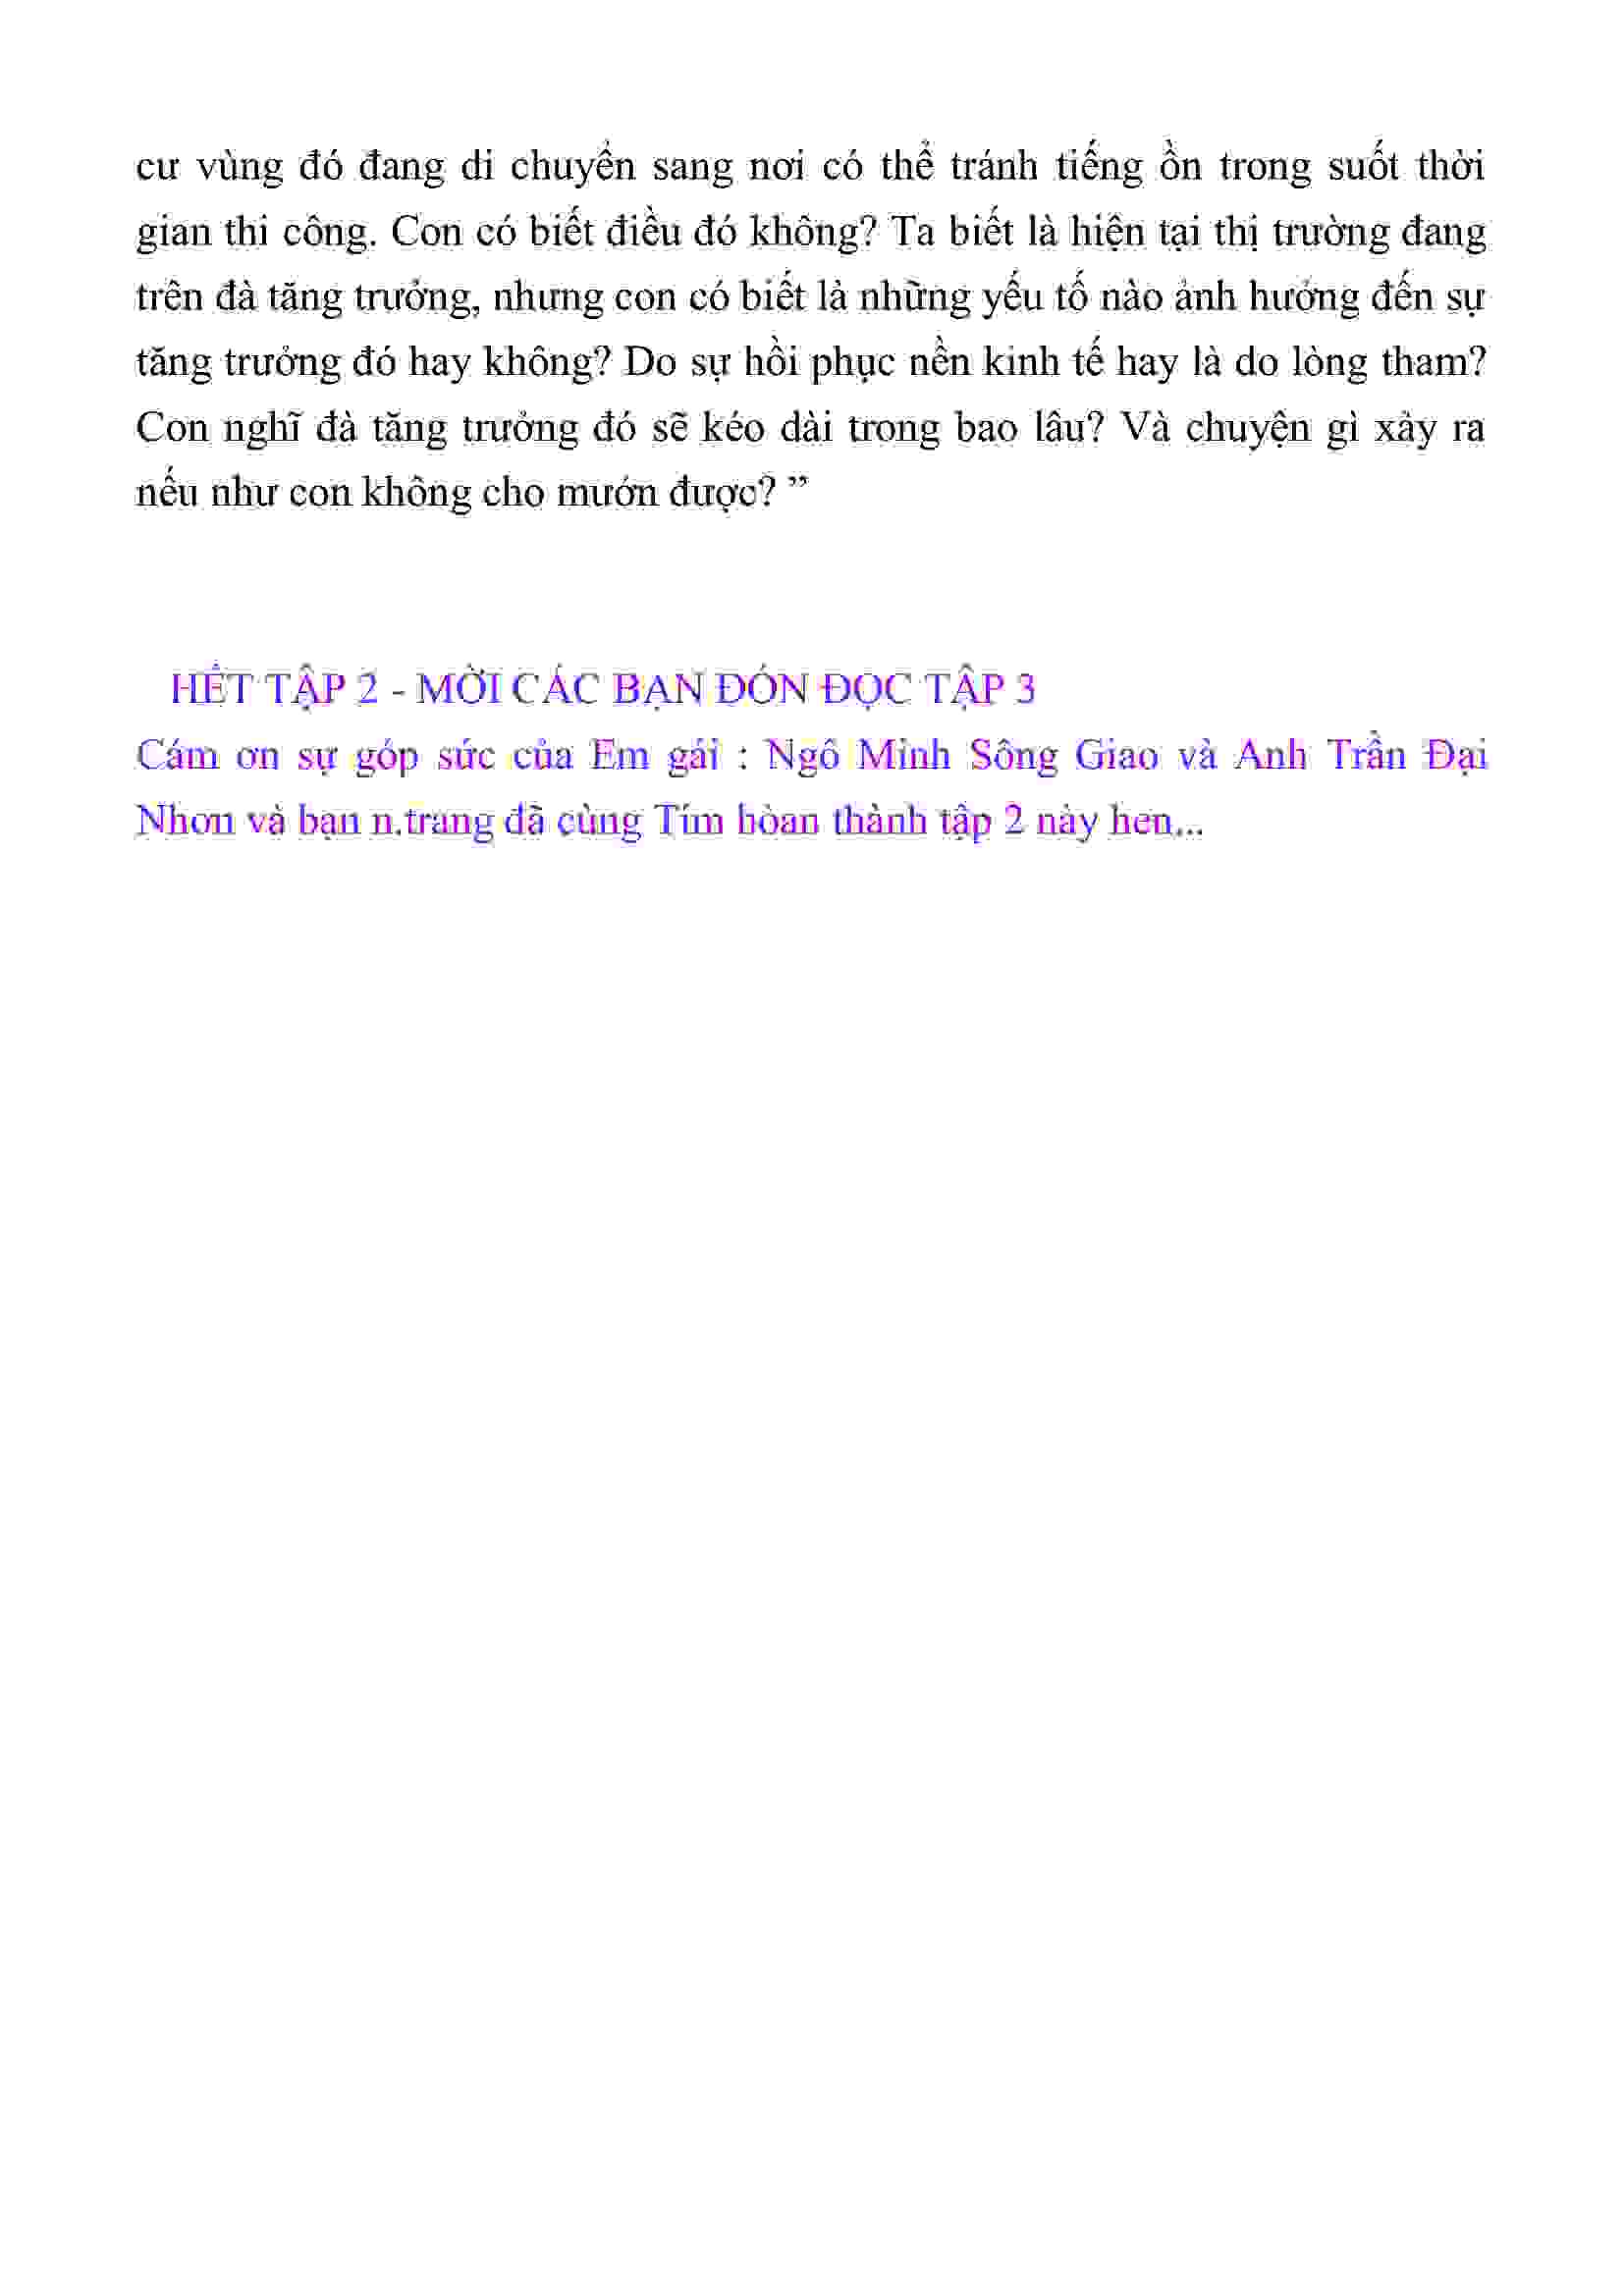 cư vùng đó đang di chuyển sang nơi có thể tránh tiếng ồn trong suốt thời
gian thi công. Con có biết điều đó không? Ta biết là hiện tại thị trường đang
trên đà tăng trưởng, nhưng con có biết là những yếu tố nào ảnh hưởng đến sự
tăng trưởng đó hay không? Do sự hồi phục nền kinh tế hay là do lòng tham?
Con nghĩ đà tăng trưởng đó sẽ kéo dài trong bao lâu? Và chuyện gì xảy ra
nếu như con không cho mướn được? ”
HẾT TẬP 2 - MỜI CÁC BẠN ĐÓN ĐỌC TẬP 3
Cám ơn sự góp sức của Em gái : Ngô Minh Sông Giao và Anh Trần Đại
Nhơn và bạn n.trang đã cùng Tím hòan thành tập 2 này hen...